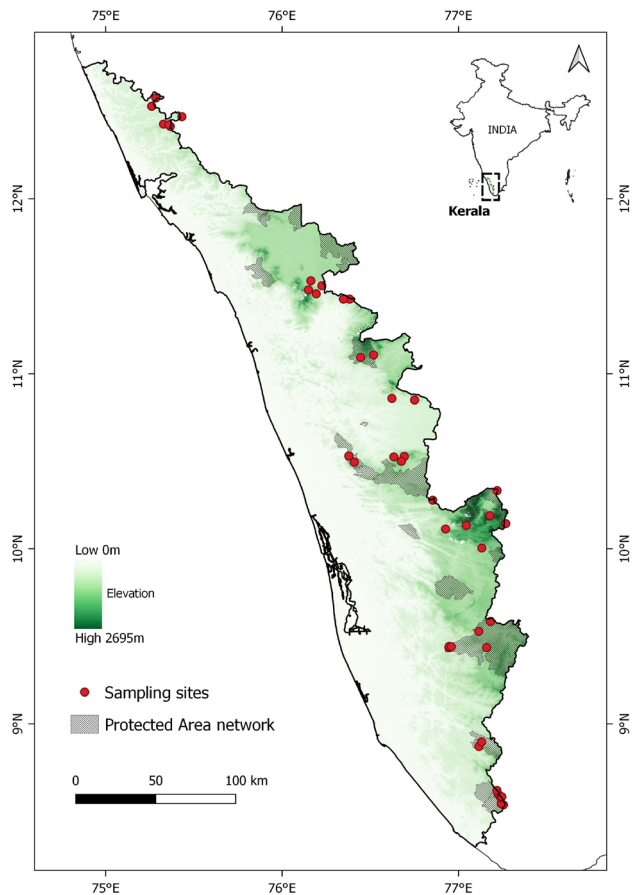 75°E 76°E 77°E
INDIA
Kerala
12°N 12°N
11°N 11°N
10°N 10°N
9°N 9°N
Low 0m
Elevation
High 2695m
Sampling sites
Protected Area network
0 50 100 km
75°E 76°E 77°E